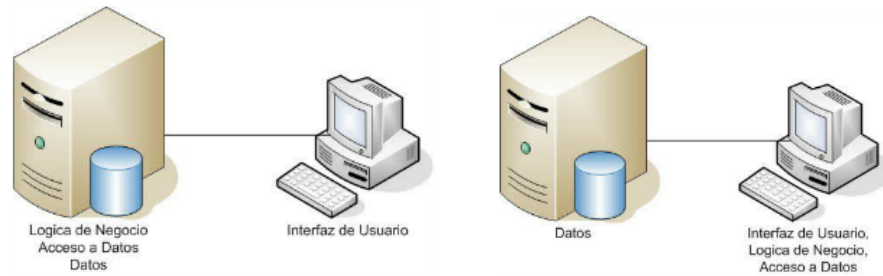 Logica de Negocio
Acceso a Datos
Datos
Interfaz de Usuario
Datos
Interfaz de Usuario,
Logica de Negocio,
Acceso a Datos